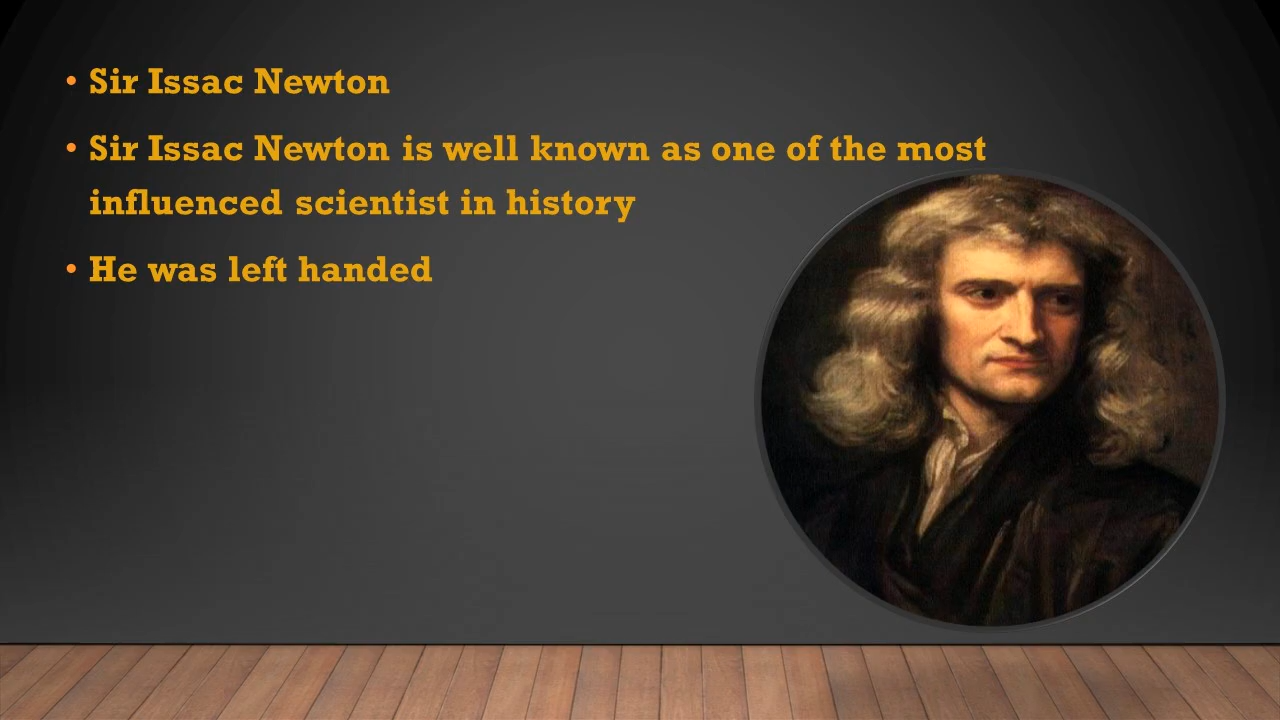 • Sir Issac Newton
• Sir Issac Newton is well known as one of the most
influenced scientist in history
• He was left handed